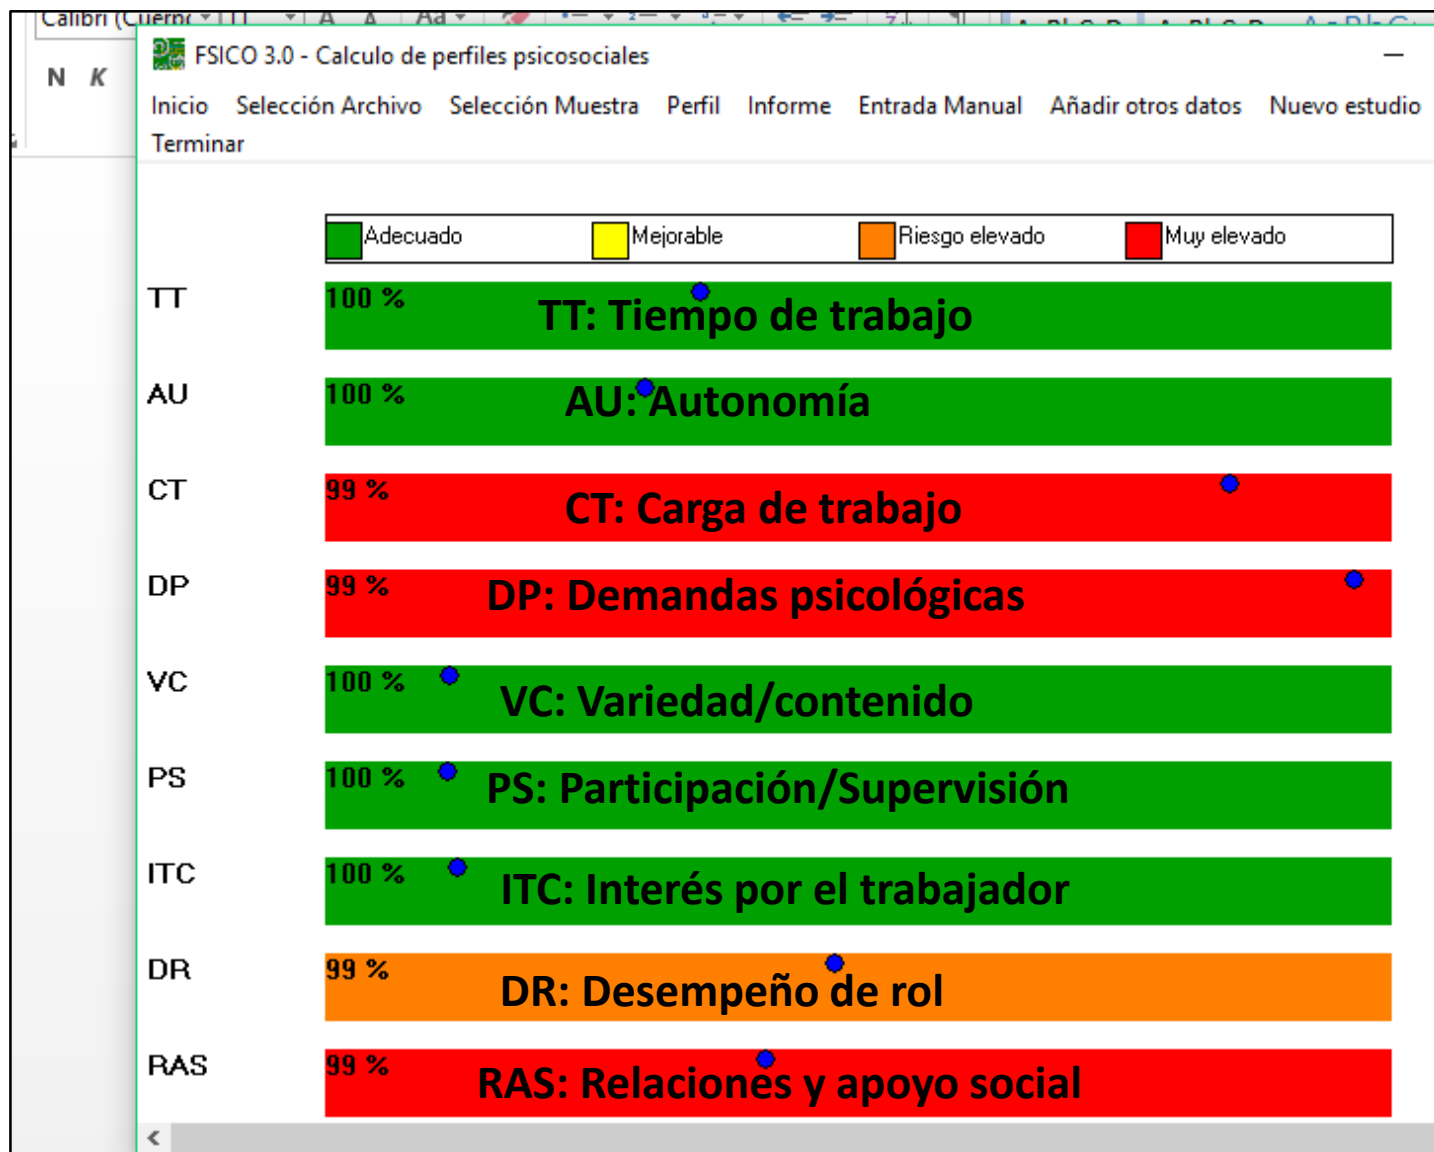 Calibri (Cuerpo 11
N K
FSICO 3.0 - Calculo de perfiles psicosociales
Inicio Selección Archivo Selección Muestra Perfil Informe Entrada Manual Añadir otros datos Nuevo estudio
Terminar
Adecuado Mejorable Riesgo elevado Muy elevado
TT 100 % TT: Tiempo de trabajo
AU 100 % AU: Autonomía
CT 99 % CT: Carga de trabajo
DP 99 % DP: Demandas psicológicas
VC 100 % VC: Variedad/contenido
PS 100 % PS: Participación/Supervisión
ITC 100 % ITC: Interés por el trabajador
DR 99 % DR: Desempeño de rol
RAS 99 % RAS: Relaciones y apoyo social